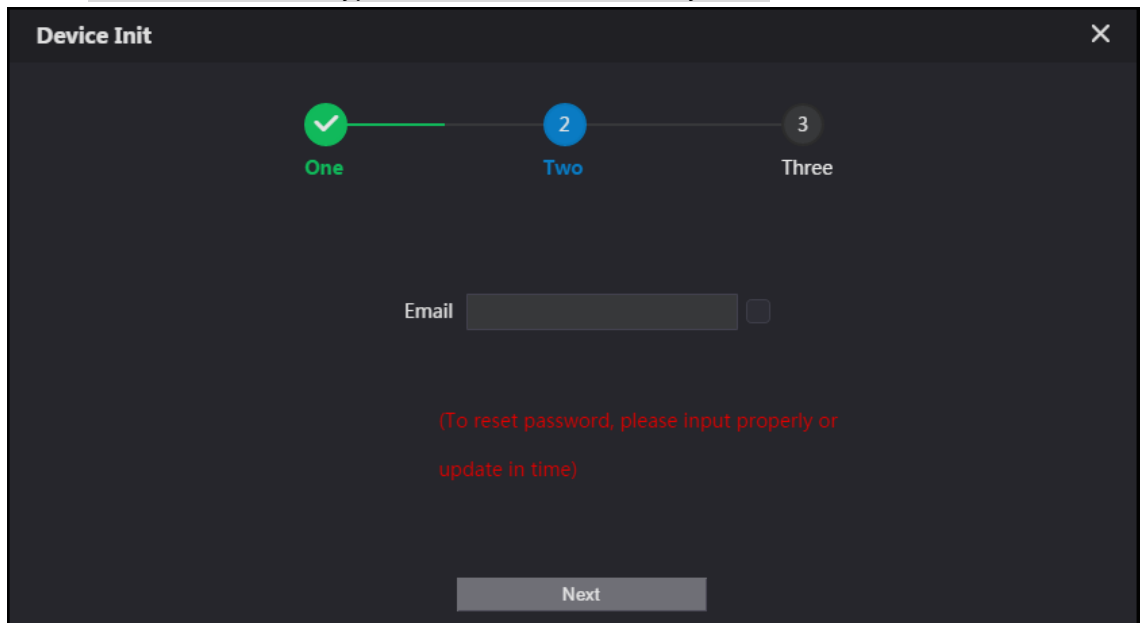 Device Init
2
3
One
Two
Three
Email
(To reset password, please input properly or
update in time)
Next